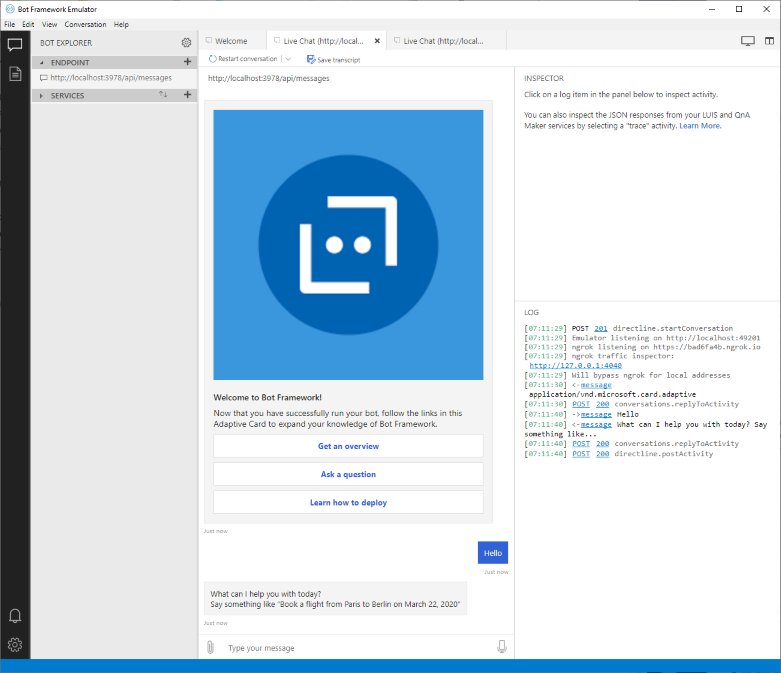 Bot Framework Emulator
File Edit View Conversation Help
BOT EXPLORER
ENDPOINT
http://localhost:3978/api/messages
SERVICES
Welcome
Live Chat (http://local...
Live Chat (http://local...
Restart conversation
Save transcript
http://localhost:3978/api/messages
Welcome to Bot Framework!
Now that you have successfully run your bot, follow the links in this
Adaptive Card to expand your knowledge of Bot Framework.
Get an overview
Ask a question
Learn how to deploy
Just now
Hello
Just now
What can I help you with today?
Say something like "Book a flight from Paris to Berlin on March 22, 2020"
Just now
Type your message
INSPECTOR
Click on a log item in the panel below to inspect activity.
You can also inspect the JSON responses from your LUIS and QnA
Maker services by selecting a "trace" activity. Learn More.
LOG
[07:11:29] POST 201 directline.startConversation
[07:11:29] Emulator listening on http://localhost:49201
[07:11:29] ngrok listening on https://bad6fa4b.ngrok.io
[07:11:29] ngrok traffic inspector:
http://127.0.0.1:4040
[07:11:29] Will bypass ngrok for local addresses
[07:11:30] <-message
application/vnd.microsoft.card.adaptive
[07:11:30] POST 200 conversations.replyToActivity
[07:11:40] ->message Hello
[07:11:40] <-message What can I help you with today? Say
something like...
[07:11:40] POST 200 conversations.replyToActivity
[07:11:40] POST 200 directline.postActivity